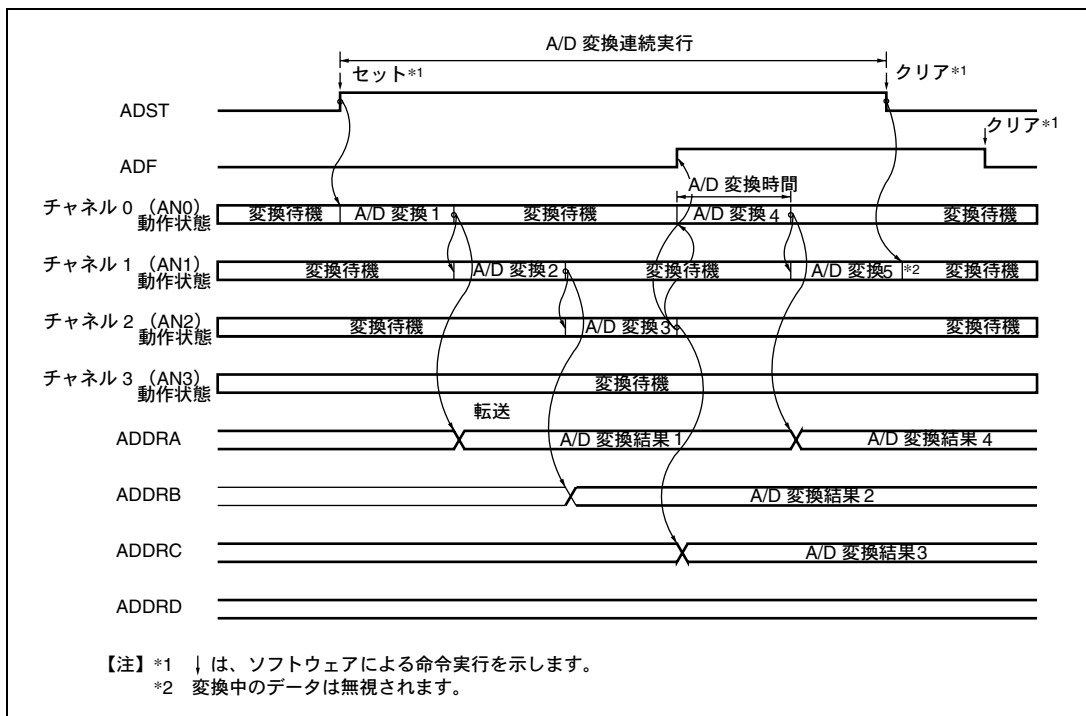 A/D 変換連続実行
セット*1
クリア*1
ADST
クリア*1
ADF
A/D 変換時間
チャネル 0 (AN0)
動作状態
変換待機
A/D 変換 1
変換待機
A/D 変換 4
変換待機
チャネル 1 (AN1)
動作状態
変換待機
A/D 変換2
変換待機
A/D 変換5
*2
変換待機
チャネル 2 (AN2)
動作状態
変換待機
A/D 変換3
変換待機
チャネル 3 (AN3)
動作状態
変換待機
転送
ADDRA
A/D 変換結果 1
A/D 変換結果 4
ADDRB
A/D 変換結果 2
ADDRC
A/D 変換結果3
ADDRD
【注】 *1 ↓は、ソフトウェアによる命令実行を示します。
*2 変換中のデータは無視されます。